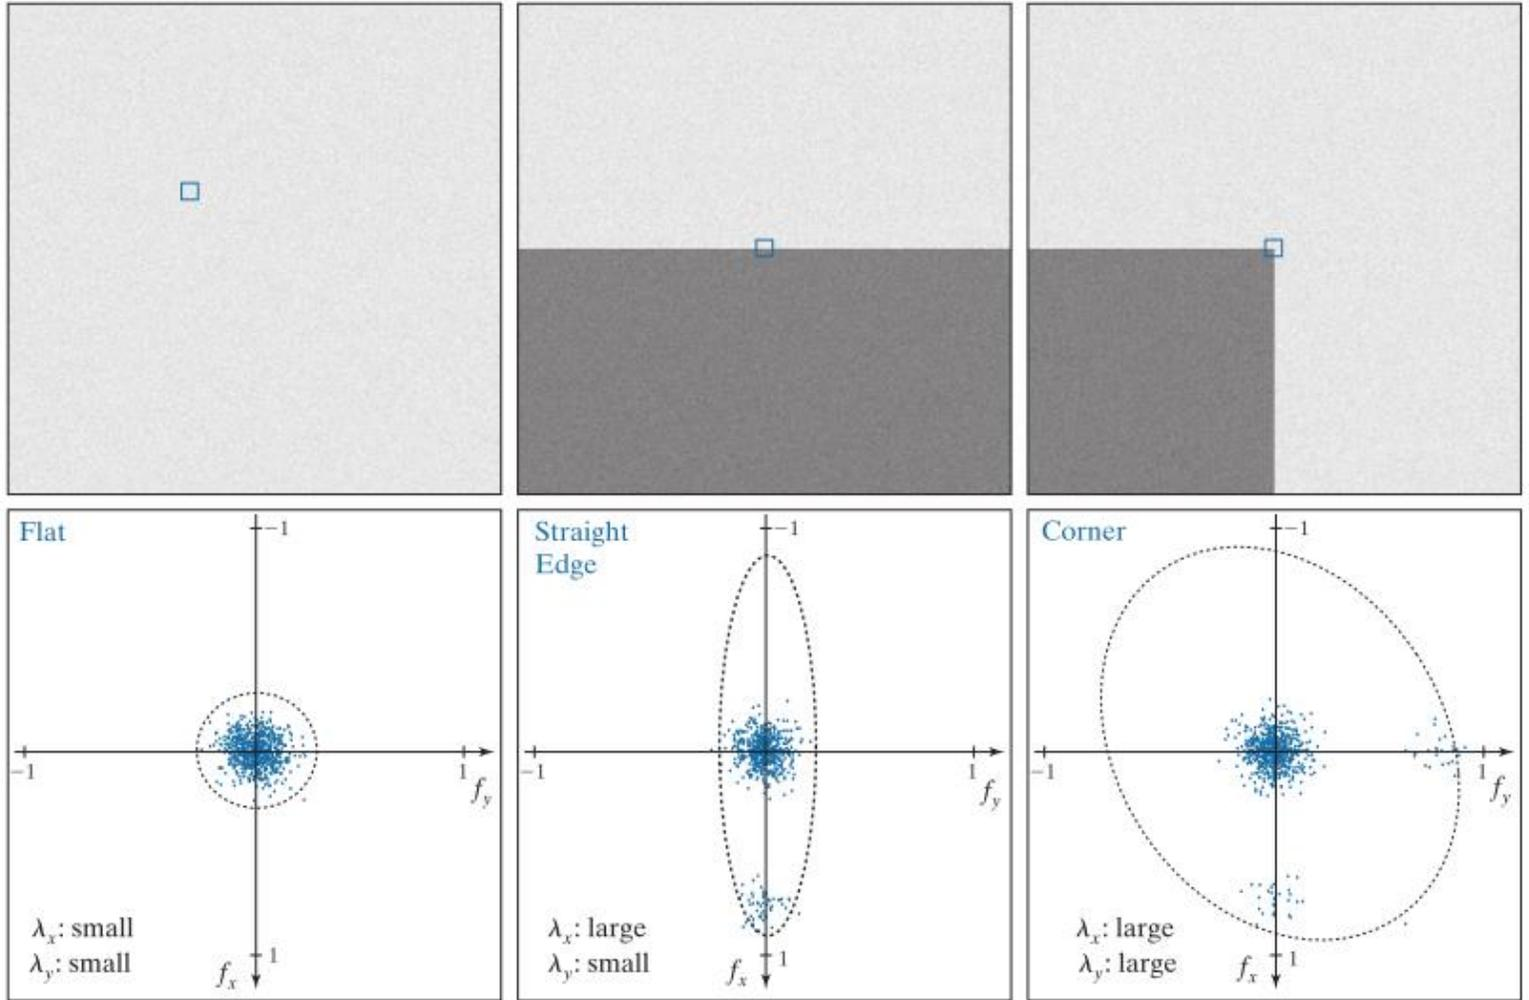 Flat
−1
−1
1
f_y
λ_x: small
λ_y: small
1
f_x
Straight
Edge
−1
−1
1
f_y
λ_x: large
λ_y: small
1
f_x
Corner
−1
−1
1
f_y
λ_x: large
λ_y: large
1
f_x